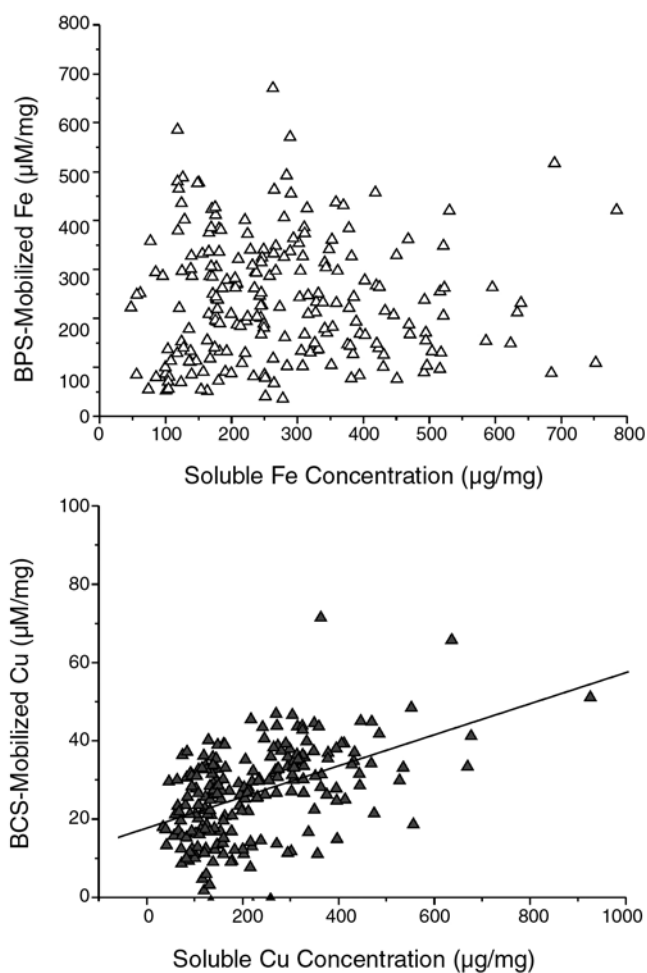 800
700
600
500
400
300
200
100
0
BPS-Mobilized Fe (µM/mg)
0 100 200 300 400 500 600 700 800
Soluble Fe Concentration (µg/mg)
100
80
60
40
20
0
BCS-Mobilized Cu (µM/mg)
0 200 400 600 800 1000
Soluble Cu Concentration (µg/mg)